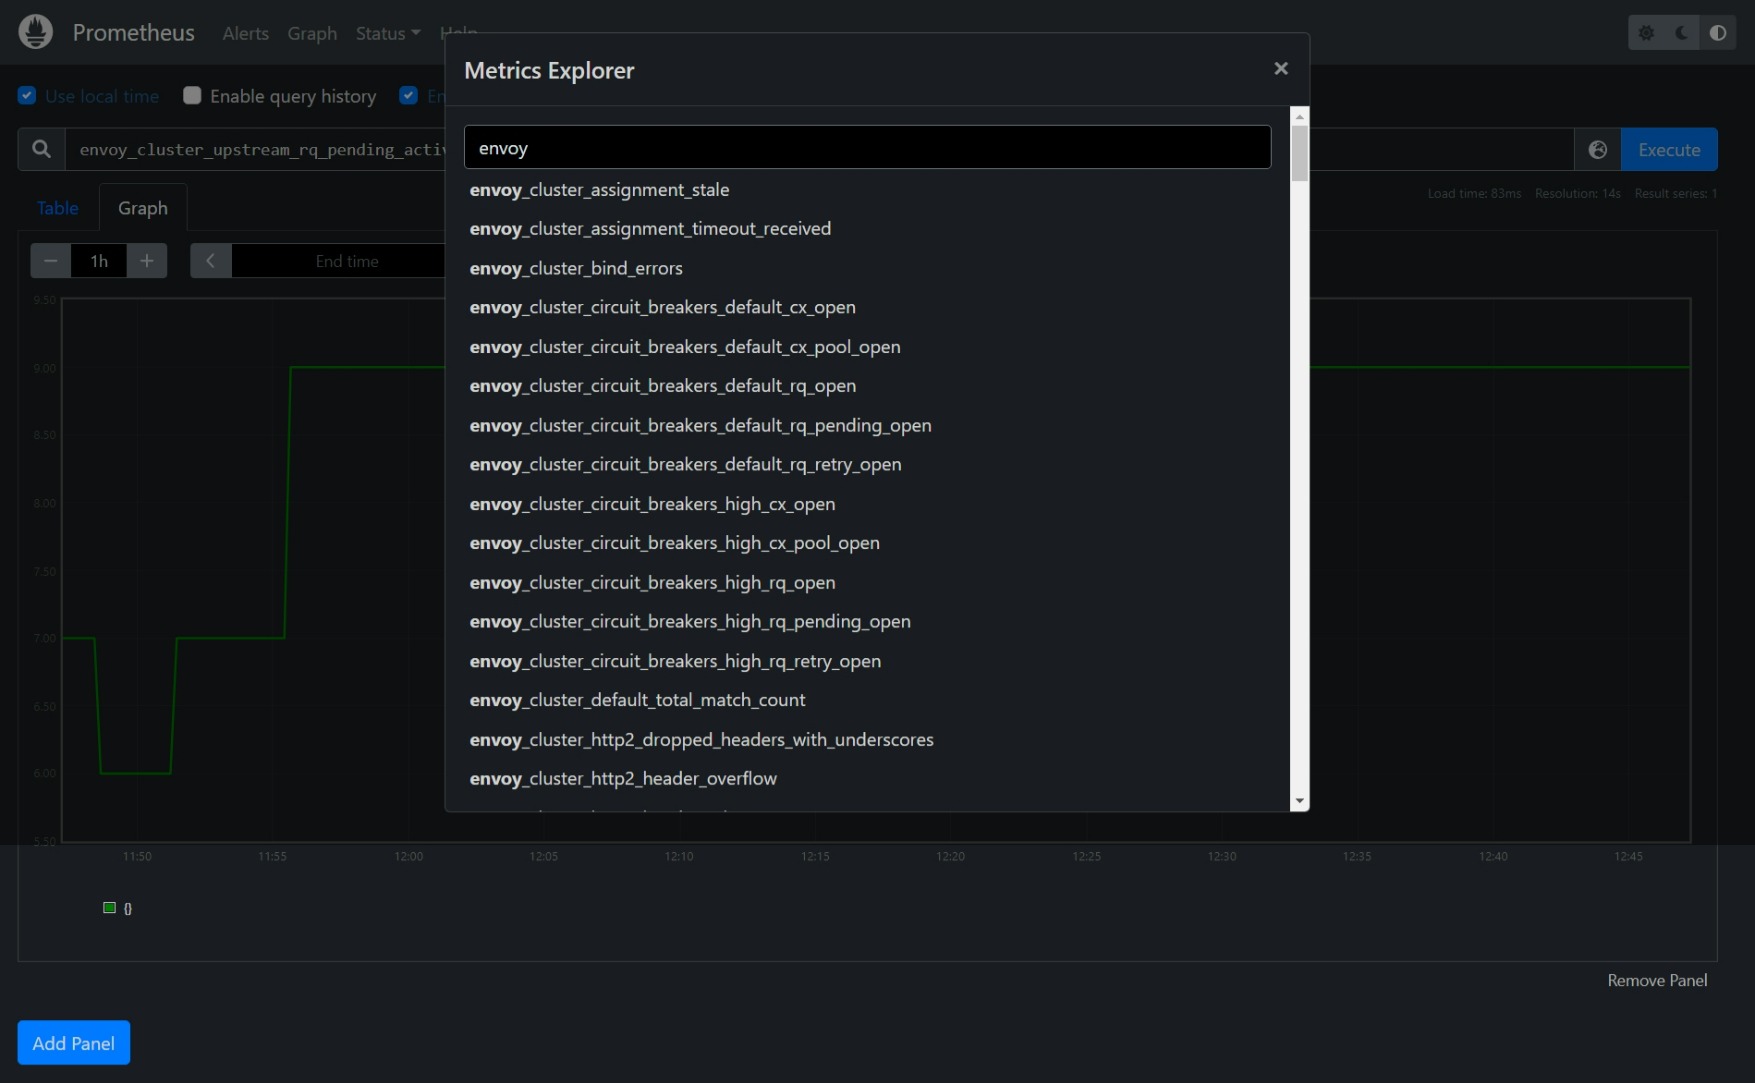 Prometheus Alerts Graph Status Help
Metrics Explorer
Use local time Enable query history En
envoy
envoy_cluster_upstream_rq_pending_activ
Execute
envoy_cluster_assignment_stale
Load time: 83ms Resolution: 14s Result series: 1
Table Graph
envoy_cluster_assignment_timeout_received
1h End time
envoy_cluster_bind_errors
envoy_cluster_circuit_breakers_default_cx_open
envoy_cluster_circuit_breakers_default_cx_pool_open
envoy_cluster_circuit_breakers_default_rq_open
envoy_cluster_circuit_breakers_default_rq_pending_open
envoy_cluster_circuit_breakers_default_rq_retry_open
envoy_cluster_circuit_breakers_high_cx_open
envoy_cluster_circuit_breakers_high_cx_pool_open
envoy_cluster_circuit_breakers_high_rq_open
envoy_cluster_circuit_breakers_high_rq_pending_open
envoy_cluster_circuit_breakers_high_rq_retry_open
envoy_cluster_default_total_match_count
envoy_cluster_http2_dropped_headers_with_underscores
envoy_cluster_http2_header_overflow
9.50
9.00
8.50
8.00
7.50
7.00
6.50
6.00
5.50
11:50 11:55 12:00 12:05 12:10 12:15 12:20 12:25 12:30 12:35 12:40 12:45
{}
Remove Panel
Add Panel